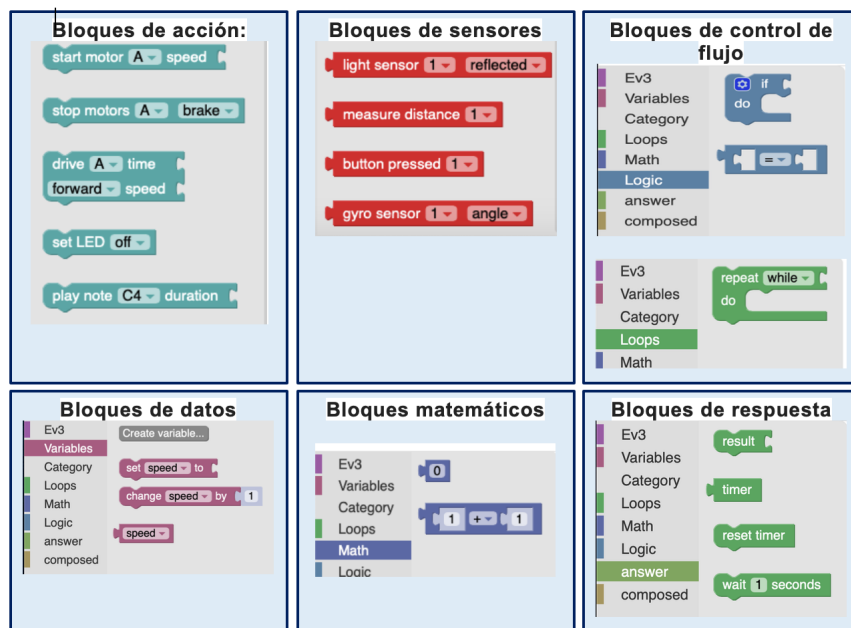 Bloques de acción:
start motor A speed
stop motors A brake
drive A time
forward speed
set LED off
play note C4 duration
Bloques de sensores
light sensor 1 reflected
measure distance 1
button pressed 1
gyro sensor 1 angle
Bloques de control de
flujo
Ev3
Variables
Category
Loops
Math
Logic
answer
composed
if
do
=
Ev3
Variables
Category
Loops
Math
repeat while
do
Bloques de datos
Ev3
Variables
Category
Loops
Math
Logic
answer
composed
Create variable...
set speed to
change speed by 1
speed
Bloques matemáticos
Ev3
Variables
Category
Loops
Math
Logic
0
1 + 1
Bloques de respuesta
Ev3
Variables
Category
Loops
Math
Logic
answer
composed
result
timer
reset timer
wait 1 seconds